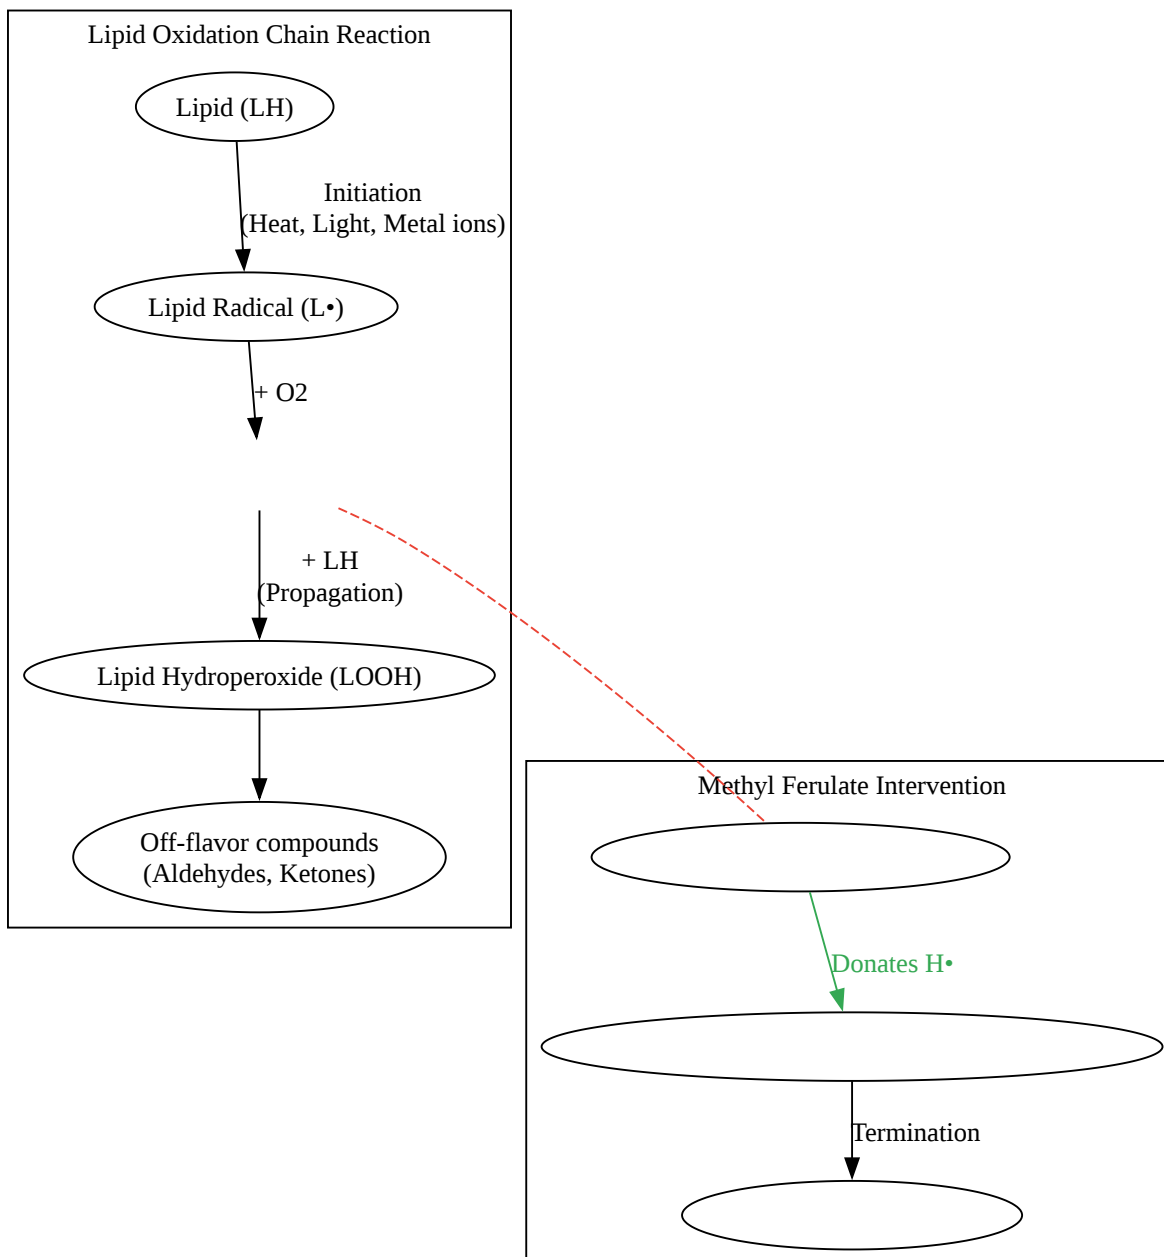 Lipid Oxidation Chain Reaction
Lipid (LH)
Initiation
(Heat, Light, Metal ions)
Lipid Radical (L•)
+ O2
+ LH
(Propagation)
Lipid Hydroperoxide (LOOH)
Off-flavor compounds
(Aldehydes, Ketones)
Methyl Ferulate Intervention
Donates H•
Termination